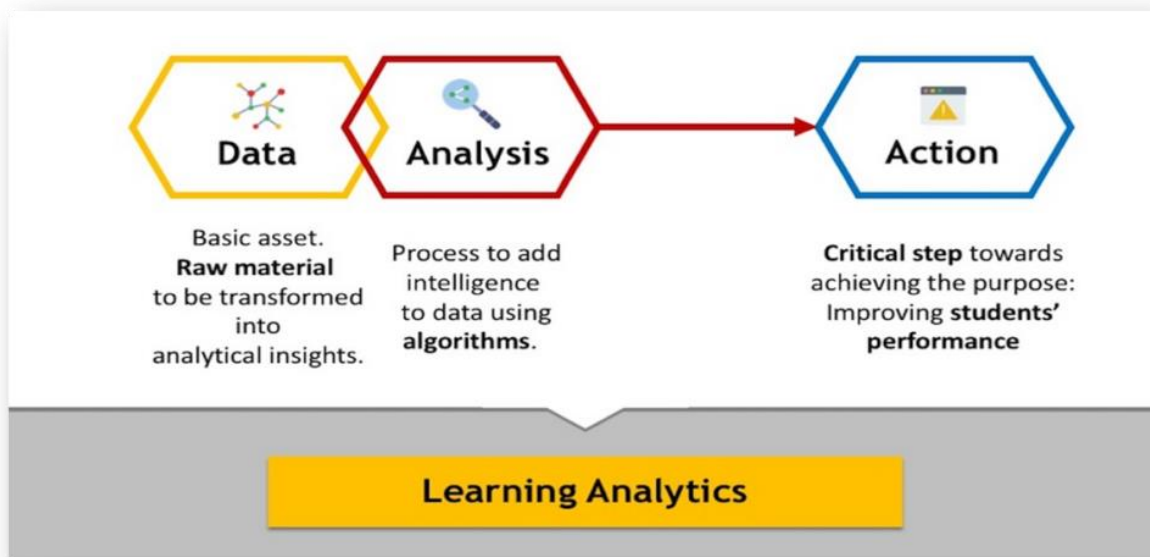 Data
Basic asset.
Raw material
to be transformed
into
analytical insights.
Analysis
Process to add
intelligence
to data using
algorithms.
Action
Critical step towards
achieving the purpose:
Improving students’
performance
Learning Analytics